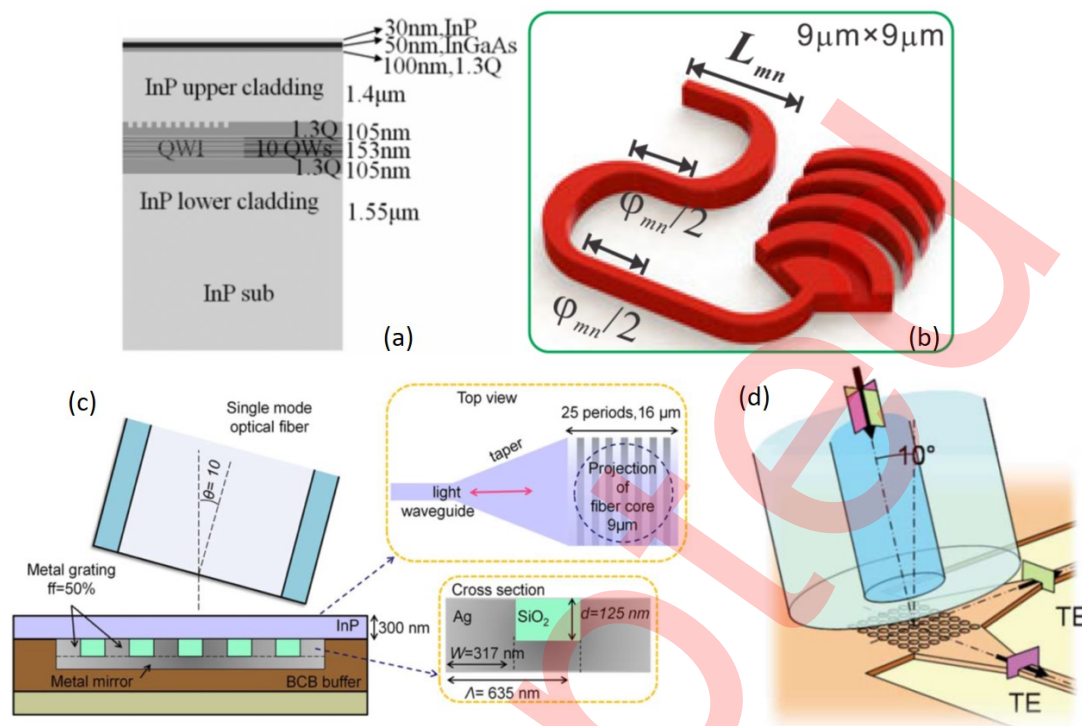 30nm,InP
50nm,InGaAs
100nm,1.3Q
InP upper cladding
1.4μm
1.3Q
105nm
QWI
10 QWs
153nm
1.3Q
105nm
InP lower cladding
1.55μm
InP sub
(a)
9μm×9μm
Lmn
φmn/2
φmn/2
(b)
(c)
Single mode
optical fiber
θ= 10
Metal grating
ff=50%
InP
300 nm
Metal mirror
BCB buffer
Top view
25 periods,16 μm
taper
light
waveguide
Projection
of
fiber core
9μm
Cross section
Ag
SiO₂
d=125 nm
W=317 nm
Λ= 635 nm
(d)
10°
TE
TE